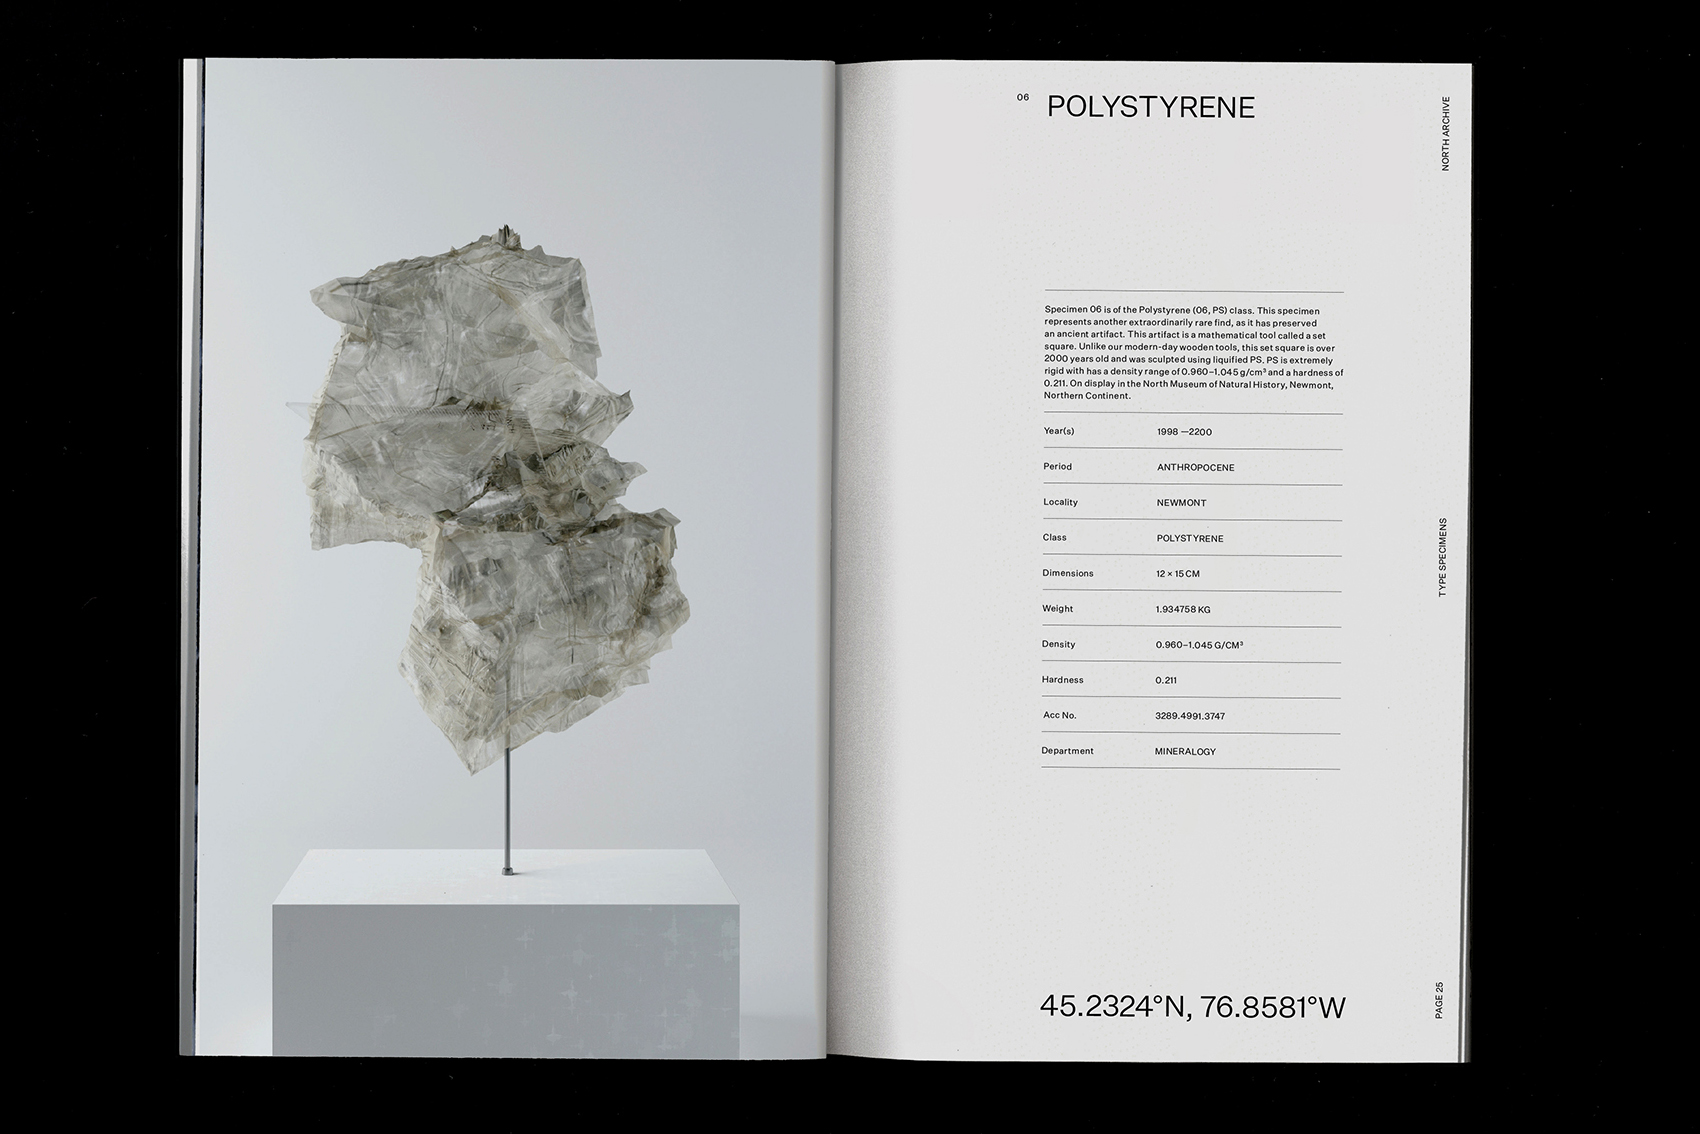 06 POLYSTYRENE
NORTH ARCHIVE
Specimen 06 is of the Polystyrene (06, PS) class. This specimen
represents another extraordinarily rare find, as it has preserved
an ancient artifact. This artifact is a mathematical tool called a set
square. Unlike our modern-day wooden tools, this set square is over
2000 years old and was sculpted using liquified PS. PS is extremely
rigid with has a density range of 0.960–1.045 g/cm³ and a hardness of
0.211. On display in the North Museum of Natural History, Newmont,
Northern Continent.
Year(s) 1998 —2200
Period ANTHROPOCENE
Locality NEWMONT
Class POLYSTYRENE
TYPE SPECIMENS
Dimensions 12 × 15 CM
Weight 1.934758 KG
Density 0.960–1.045 G/CM³
Hardness 0.211
Acc No. 3289.4991.3747
Department MINERALOGY
45.2324°N, 76.8581°W
PAGE 25